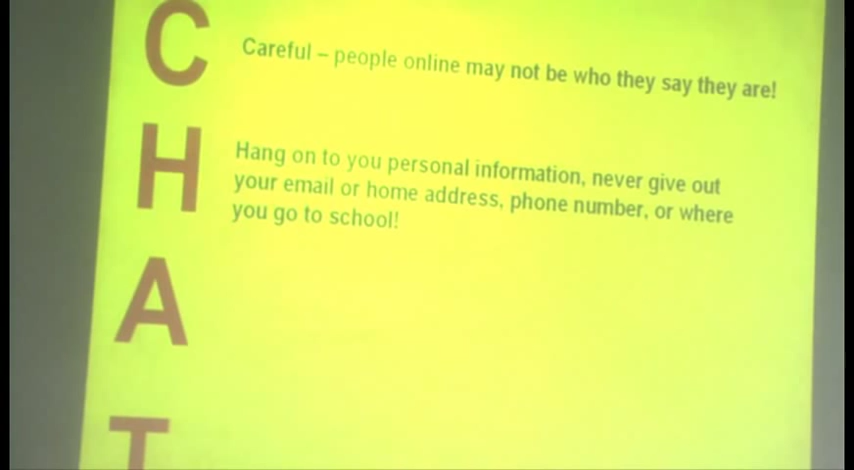 C
Careful – people online may not be who they say they are!
H
Hang on to you personal information, never give out
your email or home address, phone number, or where
you go to school!
A
T